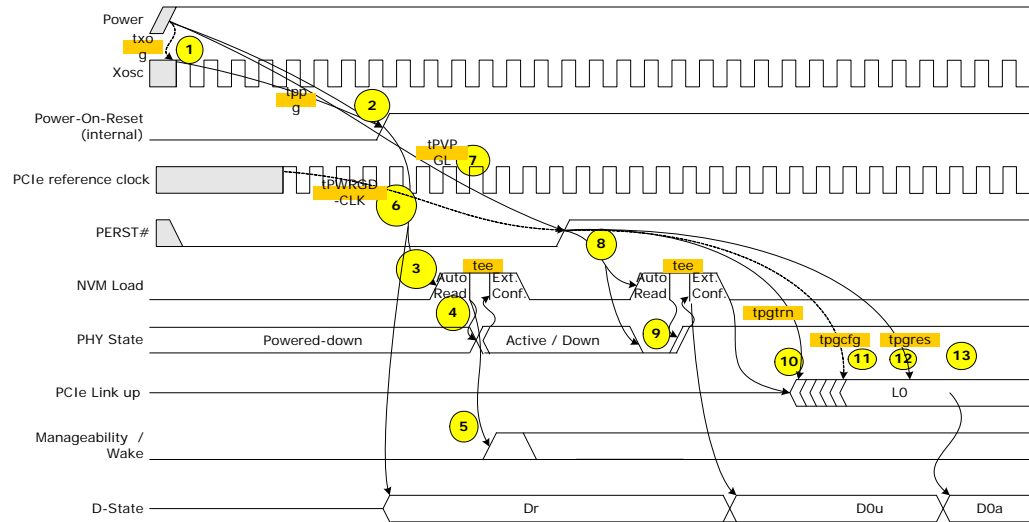 Power
txo
g
1
Xosc
tpp
g
2
Power-On-Reset
(internal)
tPVP
GL
7
PCIe reference clock
tPWRGD
-CLK
6
PERST#
8
3
tee
tee
NVM Load
Auto
Read
Ext.
Conf.
Auto
Read
Ext.
Conf.
4
9
tpgtrn
PHY State
Powered-down
Active / Down
tpgcfg
tpgres
10
11
12
13
PCIe Link up
L0
5
Manageability /
Wake
D-State
Dr
D0u
D0a